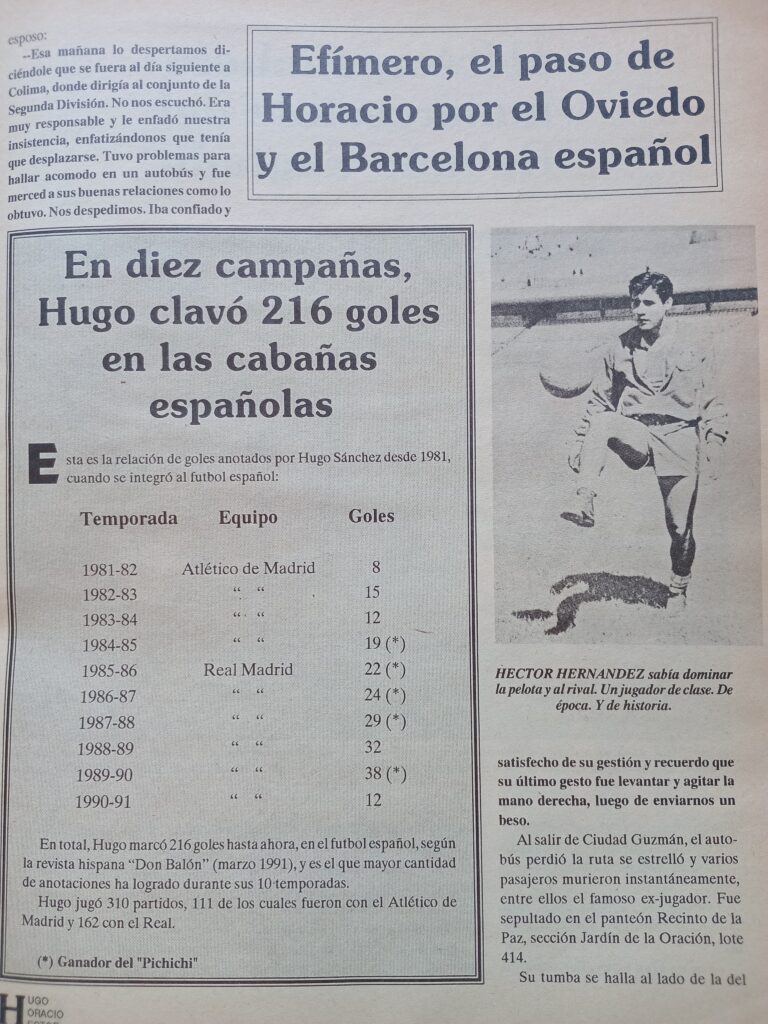 esposo:
--Esa mañana lo despertamos di-
ciéndole que se fuera al día siguiente a
Colima, donde dirigía al conjunto de la
Segunda División. No nos escuchó. Era
muy responsable y le enfadó nuestra
insistencia, enfatizándonos que tenía
que desplazarse. Tuvo problemas para
hallar acomodo en un autobús y fue
merced a sus buenas relaciones como lo
obtuvo. Nos despedimos. Iba confiado y
Efímero, el paso de
Horacio por el Oviedo
y el Barcelona español
En diez campañas,
Hugo clavó 216 goles
en las cabañas
españolas
Esta es la relación de goles anotados por Hugo Sánchez desde 1981,
cuando se integró al futbol español:
Temporada Equipo Goles
1981-82 Atlético de Madrid 8
1982-83 “ “ 15
1983-84 “ “ 12
1984-85 “ “ 19 (*)
1985-86 Real Madrid 22 (*)
1986-87 “ “ 24 (*)
1987-88 “ “ 29 (*)
1988-89 “ “ 32
1989-90 “ “ 38 (*)
1990-91 “ “ 12
En total, Hugo marcó 216 goles hasta ahora, en el futbol español, según
la revista hispana “Don Balón” (marzo 1991), y es el que mayor cantidad
de anotaciones ha logrado durante sus 10 temporadas.
Hugo jugó 310 partidos, 111 de los cuales fueron con el Atlético de
Madrid y 162 con el Real.
(*) Ganador del "Pichichi"
HECTOR HERNANDEZ sabía dominar
la pelota y al rival. Un jugador de clase. De
época. Y de historia.
satisfecho de su gestión y recuerdo que
su último gesto fue levantar y agitar la
mano derecha, luego de enviarnos un
beso.
Al salir de Ciudad Guzmán, el auto-
bús perdió la ruta se estrelló y varios
pasajeros murieron instantáneamente,
entre ellos el famoso ex-jugador. Fue
sepultado en el panteón Recinto de la
Paz, sección Jardín de la Oración, lote
414.
Su tumba se halla al lado de la del
HUGO
HORACIO